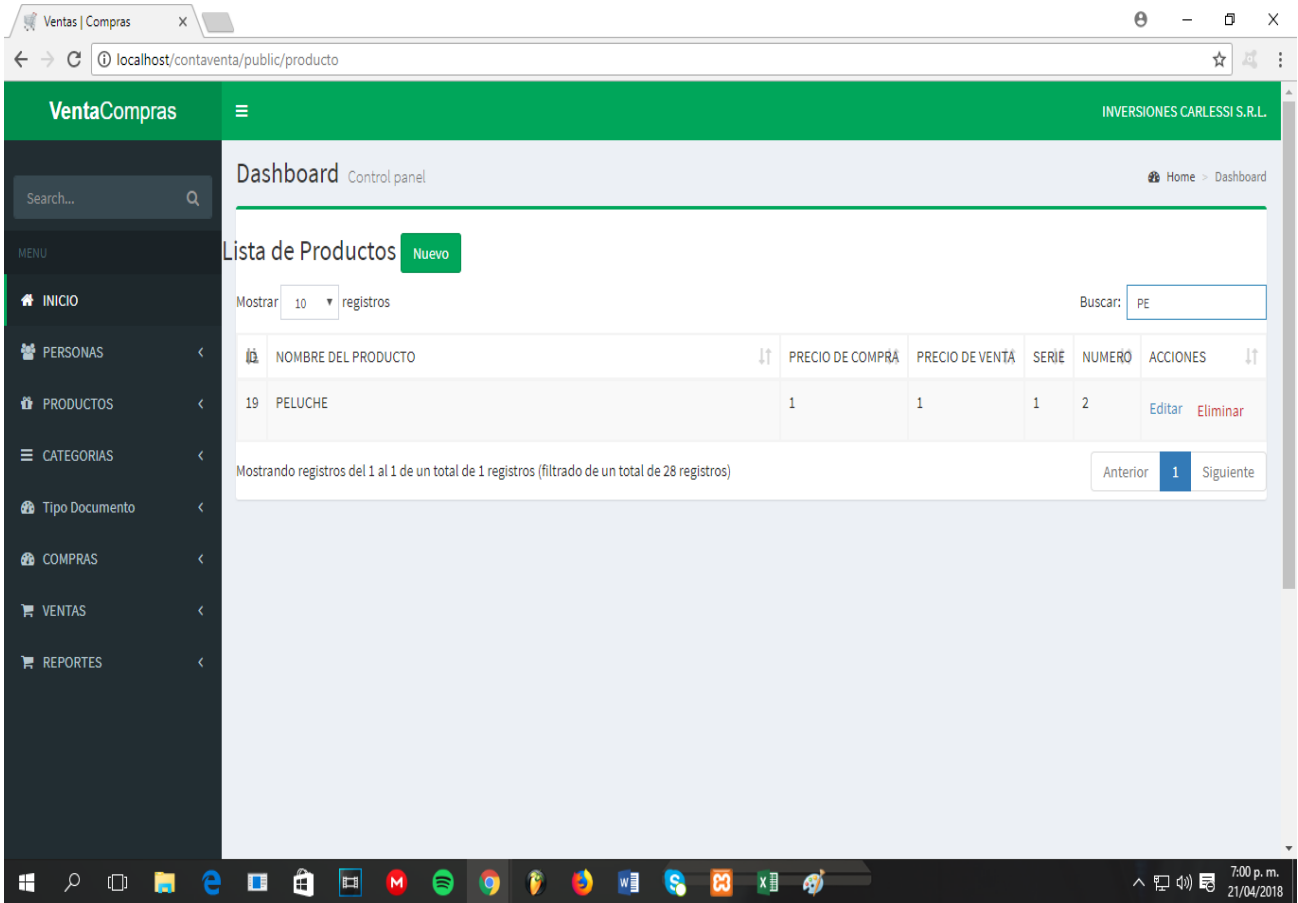 Ventas | Compras
localhost/contaventa/public/producto
VentaCompras
INVERSIONES CARLESSI S.R.L.
Dashboard Control panel
Home > Dashboard
Search...
MENU
INICIO
PERSONAS
PRODUCTOS
CATEGORIAS
Tipo Documento
COMPRAS
VENTAS
REPORTES
Lista de Productos Nuevo
Mostrar 10 registros
Buscar: PE
ID NOMBRE DEL PRODUCTO PRECIO DE COMPRA PRECIO DE VENTA SERIE NUMERO ACCIONES
19 PELUCHE 1 1 1 2 Editar Eliminar
Mostrando registros del 1 al 1 de un total de 1 registros (filtrado de un total de 28 registros)
Anterior 1 Siguiente
7:00 p. m.
21/04/2018